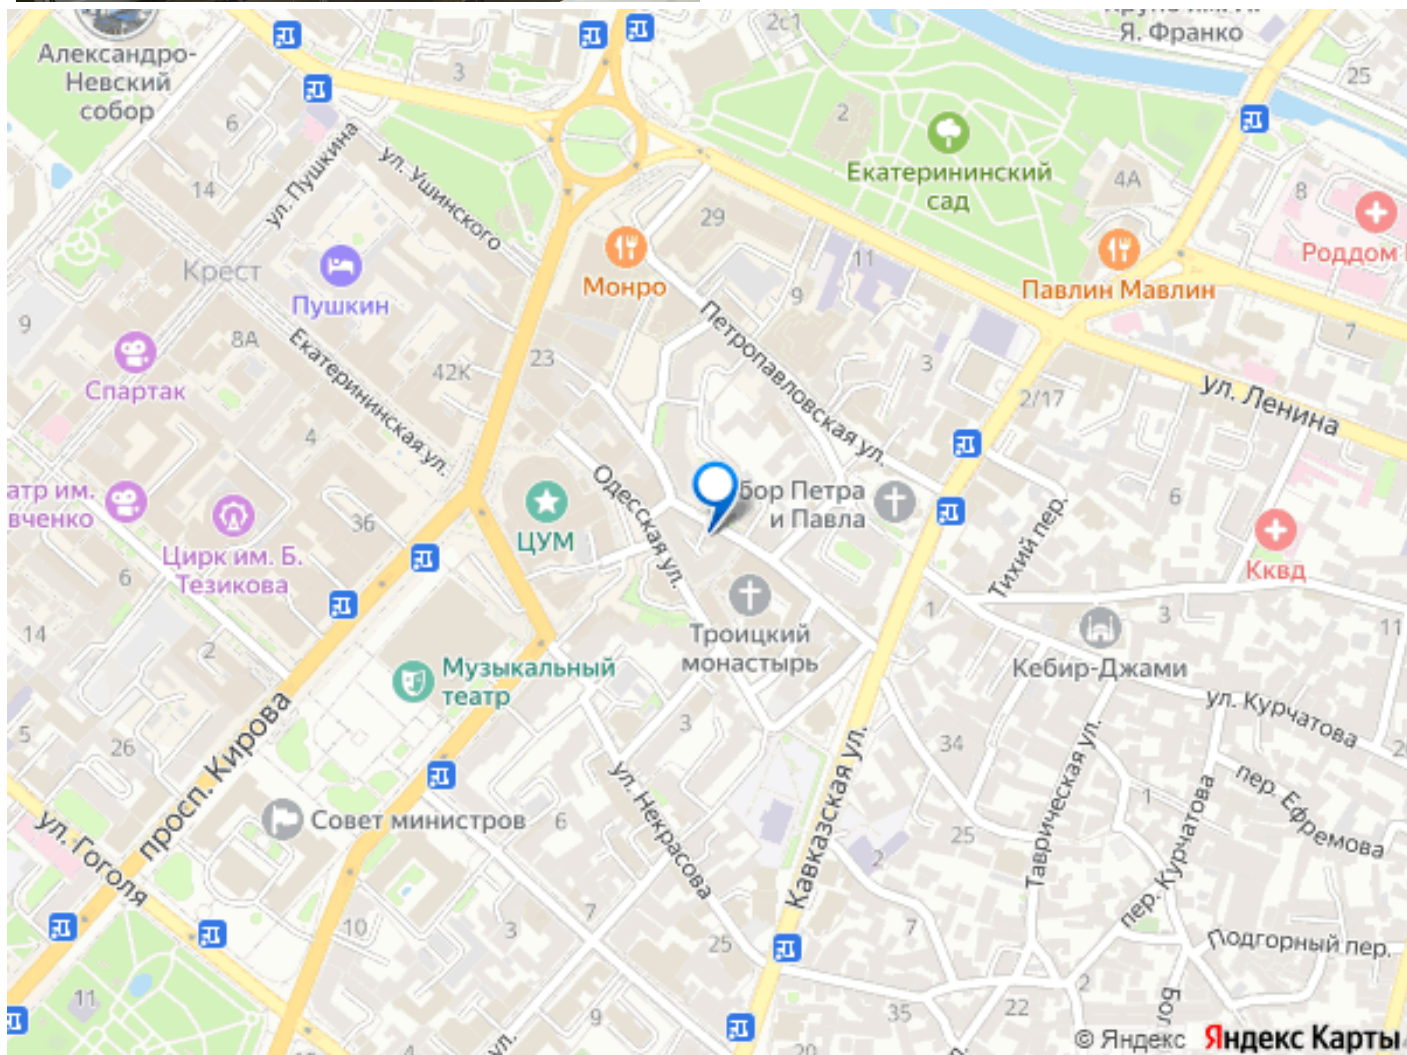 2с1
Я. Франко
Александро-
Невский
собор
3
25
6
2
ул. Пушкина
ул. Ушинского
14
Екатерининский
сад
4А
8
29
Роддом
Крест
Монро
11
Павлин Мавлин
Пушкин
9
9
7
Петропавловская ул.
8А
Екатерининская ул.
42К
23
3
Спартак
2/17
ул. Ленина
4
атр им.
вченко
36
ЦУМ
Одесская ул.
бор Петра
и Павла
6
Тихий пер.
Цирк им. Б.
Тезикова
Кквд
6
1
3
14
Троицкий
монастырь
11
2
Музыкальный
театр
Кебир-Джами
ул. Курчатова
5
26
просп. Кирова
3
34
2
Таврическая ул.
пер. Ефремова
ул. Некрасова
Кавказская ул.
1
Совет министров
6
25
ул. Гоголя
2
пер. Курчатова
10
3
7
25
7
Подгорный пер.
11
2
22
35
9
Бог
4
ул.
© Яндекс Яндекс Карты